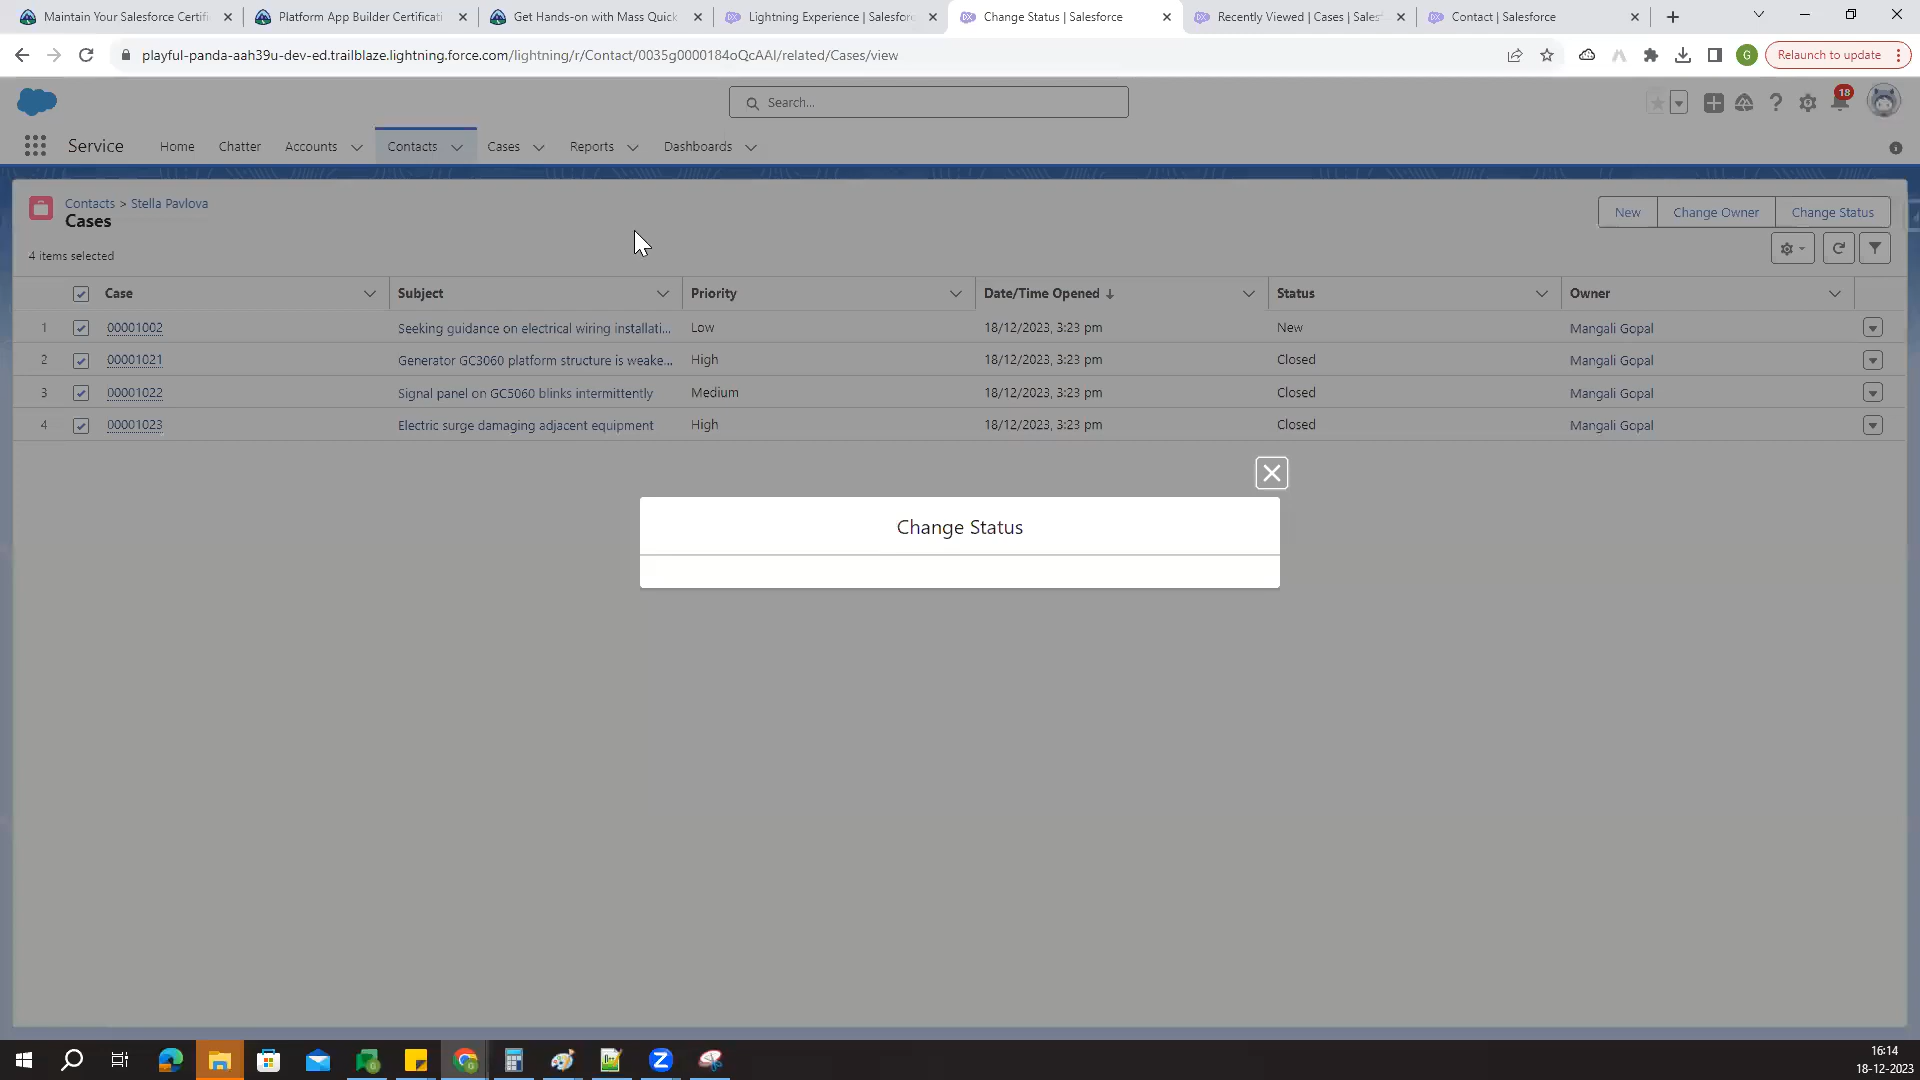 Maintain Your Salesforce Certifi
Platform App Builder Certificati
Get Hands-on with Mass Quick
Lightning Experience | Salesforc
Change Status | Salesforce
Recently Viewed | Cases | Salesf
Contact | Salesforce
playful-panda-aah39u-dev-ed.trailblaze.lightning.force.com/lightning/r/Contact/0035g0000184oQcAAI/related/Cases/view
G
Relaunch to update
Search...
18
Service
Home
Chatter
Accounts
Contacts
Cases
Reports
Dashboards
Contacts > Stella Pavlova
Cases
New
Change Owner
Change Status
4 items selected
Case Subject Priority Date/Time Opened Status Owner
1 00001002 Seeking guidance on electrical wiring installati... Low 18/12/2023, 3:23 pm New Mangali Gopal
2 00001021 Generator GC3060 platform structure is weake... High 18/12/2023, 3:23 pm Closed Mangali Gopal
3 00001022 Signal panel on GC5060 blinks intermittently Medium 18/12/2023, 3:23 pm Closed Mangali Gopal
4 00001023 Electric surge damaging adjacent equipment High 18/12/2023, 3:23 pm Closed Mangali Gopal
Change Status
16:14
18-12-2023